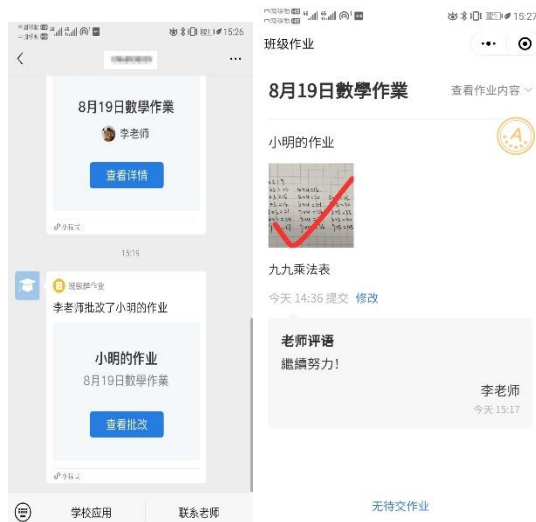 15:26
8月19日數學作業
李老师
查看详情
小程序
15:19
班级學作业
李老师批改了小明的作业
小明的作业
8月19日數學作業
查看批改
小程序
学校应用
联系老师
15:27
班级作业
8月19日數學作業
查看作业内容
A
小明的作业
九九乘法表
今天 14:36 提交 修改
老师评语
繼續努力!
李老师
今天 15:17
无待交作业